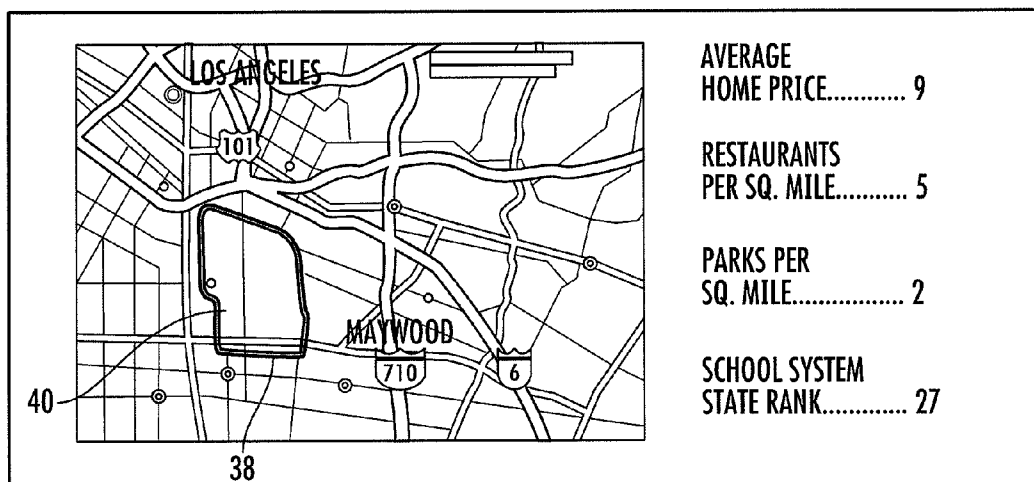 LOS ANGELES
101
MAYWOOD
710
6
40
38
AVERAGE
HOME PRICE............ 9
RESTAURANTS
PER SQ. MILE.......... 5
PARKS PER
SQ. MILE................ 2
SCHOOL SYSTEM
STATE RANK............. 27